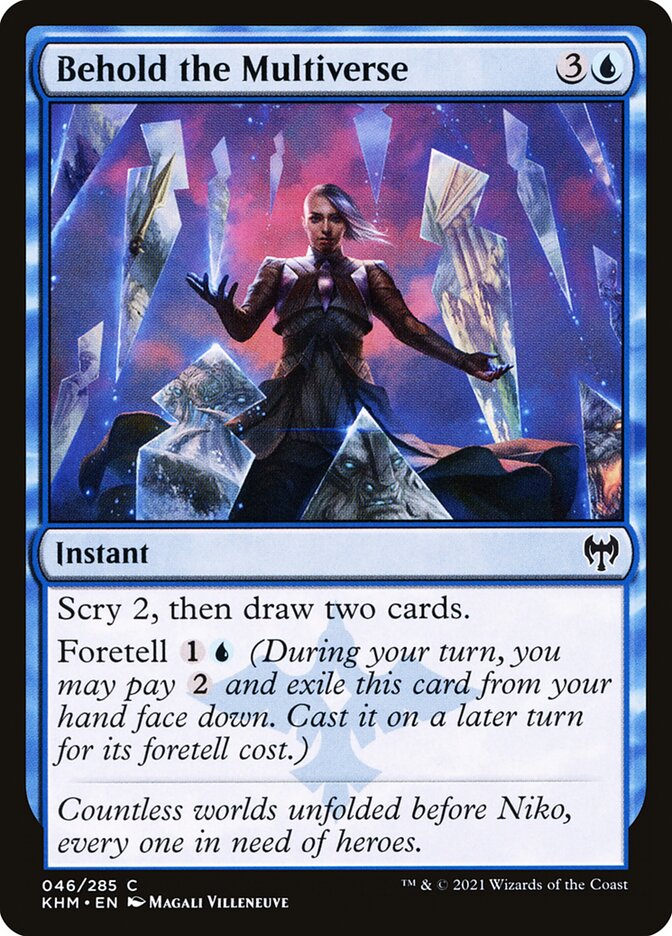 Behold the Multiverse 3
Instant
Scry 2, then draw two cards.
Foretell 1 (During your turn, you
may pay 2 and exile this card from your
hand face down. Cast it on a later turn
for its foretell cost.)
Countless worlds unfolded before Niko,
every one in need of heroes.
046/285 C
KHM • EN Magali Villeneuve
™ & © 2021 Wizards of the Coast